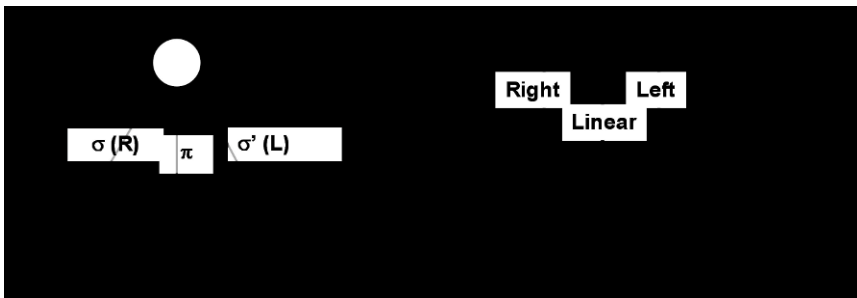 Right
Left
Linear
σ (R)
π
σ’ (L)